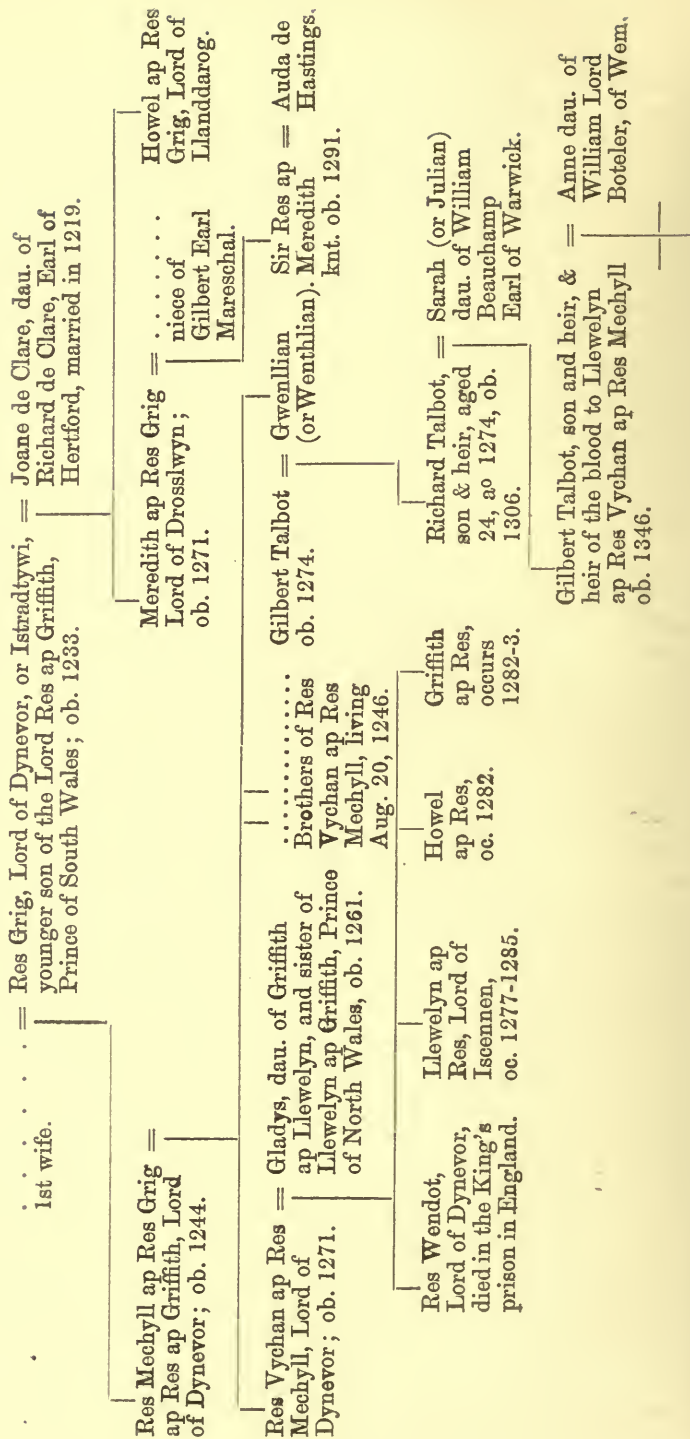 . . . . . . =
1st wife.
Res Grig, Lord of Dynevor, or Istradtywi,
younger son of the Lord Res ap Griffith,
Prince of South Wales; ob. 1233.
= Joane de Clare, dau. of
Richard de Clare, Earl of
Hertford, married in 1219.
Res Mechyll ap Res Grig =
ap Res ap Griffith, Lord
of Dynevor; ob. 1244.
Meredith ap Res Grig =
Lord of Drosslwyn;
ob. 1271.
. . . . . . .
niece of
Gilbert Earl
Mareschal.
Howel ap Res
Grig, Lord of
Llanddarog.
Res Vychan ap Res =
Mechyll, Lord of
Dynevor; ob. 1271.
Gladys, dau. of Griffith
ap Llewelyn, and sister of
Llewelyn ap Griffith, Prince
of North Wales, ob. 1261.
. . . . . . . . . . . .
Brothers of Res
Vychan ap Res
Mechyll, living
Aug. 20, 1246.
Gilbert Talbot =
ob. 1274.
Gwenllian
(or Wenthlian).
Sir Res ap =
Meredith
knt. ob. 1291.
Auda de
Hastings.
Res Wendot,
Lord of Dynevor,
died in the King's
prison in England.
Llewelyn ap
Res, Lord of
Iscennen,
oc. 1277-1285.
Howel
ap Res,
oc. 1282.
Griffith
ap Res,
occurs
1282-3.
Richard Talbot, =
son & heir, aged
24, aº 1274, ob.
1306.
Sarah (or Julian)
dau. of William
Beauchamp
Earl of Warwick.
Gilbert Talbot, son and heir, & =
heir of the blood to Llewelyn
ap Res Vychan ap Res Mechyll
ob. 1346.
Anne dau. of
William Lord
Boteler, of Wem.